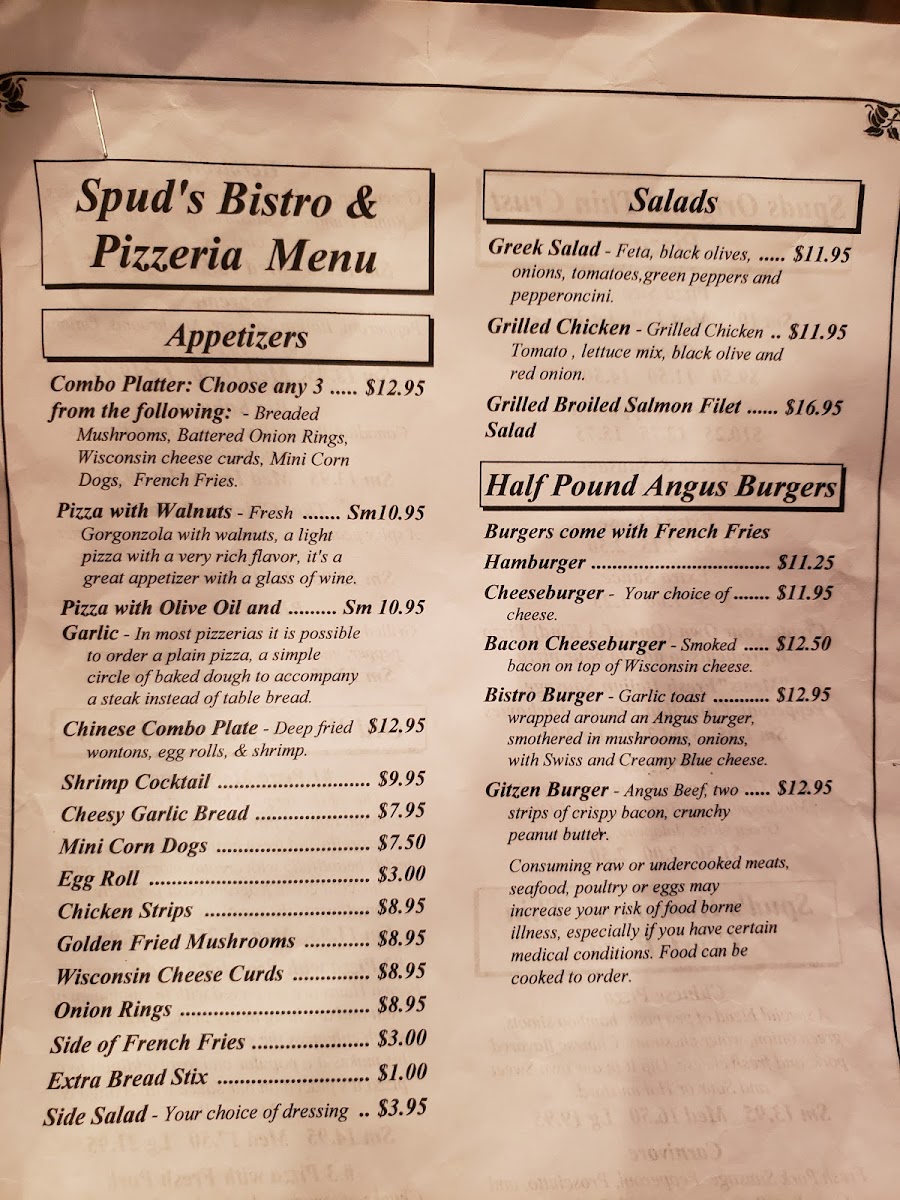 Spud's Bistro &
Pizzeria Menu
Appetizers
Combo Platter: Choose any 3 ..... $12.95
from the following: - Breaded
Mushrooms, Battered Onion Rings,
Wisconsin cheese curds, Mini Corn
Dogs, French Fries.
Pizza with Walnuts - Fresh ....... Sm10.95
Gorgonzola with walnuts, a light
pizza with a very rich flavor, it's a
great appetizer with a glass of wine.
Pizza with Olive Oil and ......... Sm 10.95
Garlic - In most pizzerias it is possible
to order a plain pizza, a simple
circle of baked dough to accompany
a steak instead of table bread.
Chinese Combo Plate - Deep fried $12.95
wontons, egg rolls, & shrimp.
Shrimp Cocktail ................................ $9.95
Cheesy Garlic Bread ........................ $7.95
Mini Corn Dogs ................................ $7.50
Egg Roll .............................................. $3.00
Chicken Strips .................................. $8.95
Golden Fried Mushrooms ............. $8.95
Wisconsin Cheese Curds ................ $8.95
Onion Rings ....................................... $8.95
Side of French Fries ........................ $3.00
Extra Bread Stix ................................ $1.00
Side Salad - Your choice of dressing .. $3.95
Salads
Greek Salad - Feta, black olives, ..... $11.95
onions, tomatoes,green peppers and
pepperoncini.
Grilled Chicken - Grilled Chicken .. $11.95
Tomato , lettuce mix, black olive and
red onion.
Grilled Broiled Salmon Filet ...... $16.95
Salad
Half Pound Angus Burgers
Burgers come with French Fries
Hamburger .................................. $11.25
Cheeseburger - Your choice of ....... $11.95
cheese.
Bacon Cheeseburger - Smoked ..... $12.50
bacon on top of Wisconsin cheese.
Bistro Burger - Garlic toast ........... $12.95
wrapped around an Angus burger,
smothered in mushrooms, onions,
with Swiss and Creamy Blue cheese.
Gitzen Burger - Angus Beef, two ..... $12.95
strips of crispy bacon, crunchy
peanut butter.
Consuming raw or undercooked meats,
seafood, poultry or eggs may
increase your risk of food borne
illness, especially if you have certain
medical conditions. Food can be
cooked to order.